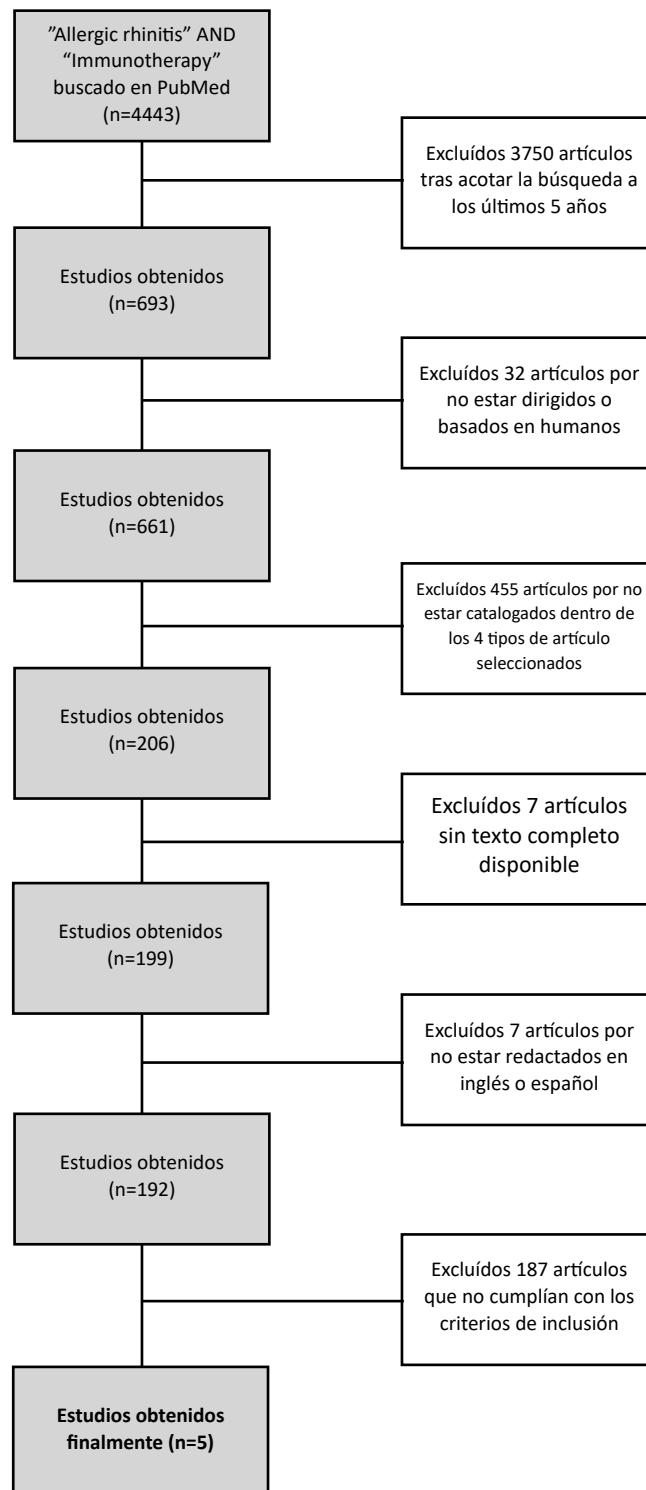 ”Allergic rhinitis” AND
“Immunotherapy”
buscado en PubMed
(n=4443)
Excluídos 3750 artículos
tras acotar la búsqueda a
los últimos 5 años
Estudios obtenidos
(n=693)
Excluídos 32 artículos por
no estar dirigidos o
basados en humanos
Estudios obtenidos
(n=661)
Excluídos 455 artículos por no
estar catalogados dentro de
los 4 tipos de artículo
seleccionados
Estudios obtenidos
(n=206)
Excluídos 7 artículos
sin texto completo
disponible
Estudios obtenidos
(n=199)
Excluídos 7 artículos por
no estar redactados en
inglés o español
Estudios obtenidos
(n=192)
Excluídos 187 artículos
que no cumplían con los
criterios de inclusión
Estudios obtenidos
finalmente (n=5)